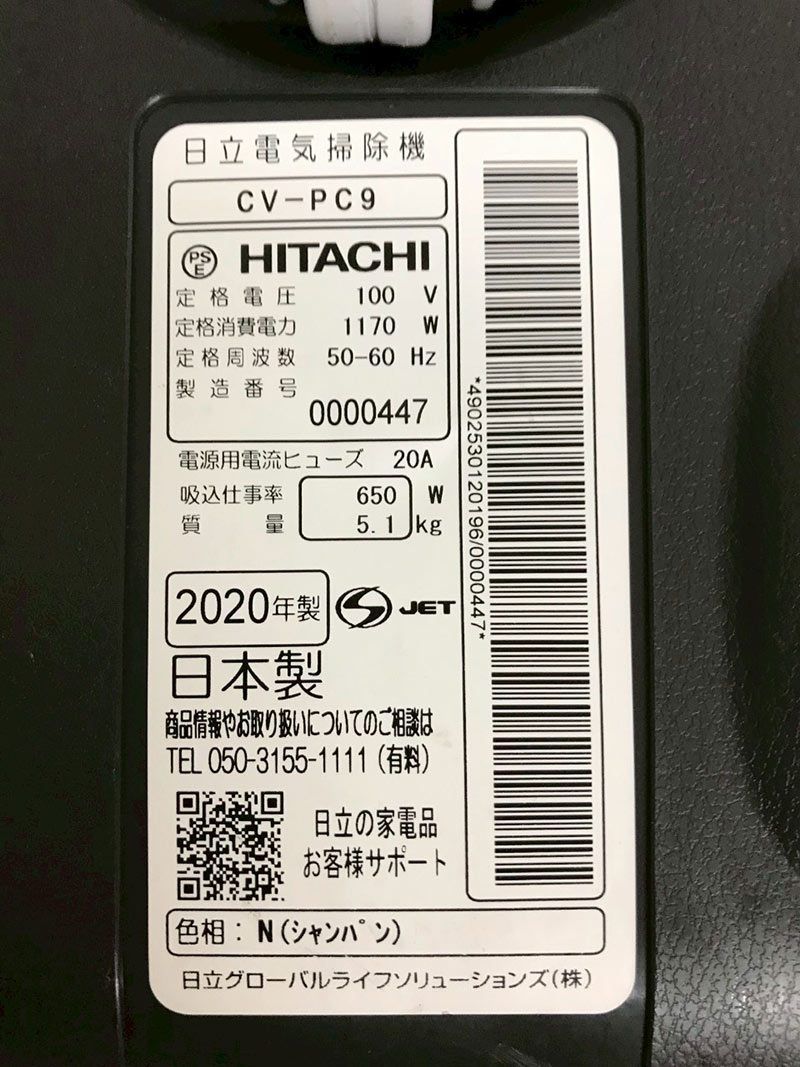 日立電気掃除機
CV-PC9
PS
E
HITACHI
定格電圧 100 V
定格消費電力 1170 W
定格周波数 50-60 Hz
製造番号
0000447
電源用電流ヒューズ 20A
吸込仕事率 650 W
質量 5.1 kg
2020年製
S JET
日本製
商品情報やお取り扱いについてのご相談は
TEL 050-3155-1111(有料)
日立の家電品
お客様サポート
色相:N(シャンパン)
日立グローバルライフソリューションズ(株)
*4902530120196/0000447*